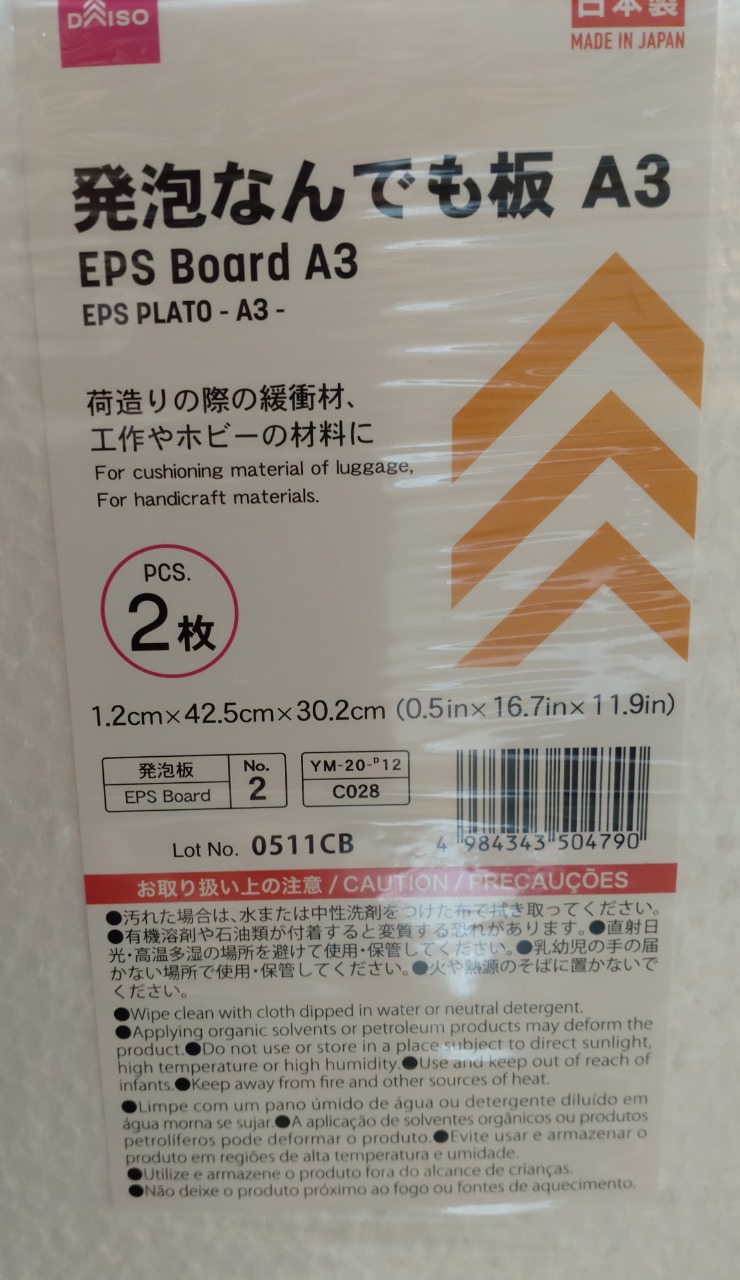 DAISO
日本製
MADE IN JAPAN
発泡なんでも板 A3
EPS Board A3
EPS PLATO - A3 -
荷造りの際の緩衝材、
工作やホビーの材料に
For cushioning material of luggage,
For handicraft materials.
PCS.
2枚
1.2cm×42.5cm×30.2cm (0.5in×16.7in×11.9in)
発泡板
EPS Board
No.
2
YM-20-P12
C028
Lot No. 0511CB
4 984343 504790
お取り扱い上の注意 / CAUTION / PRECAUÇÕES
●汚れた場合は、水または中性洗剤をつけた布で拭き取ってください。
●有機溶剤や石油類が付着すると変質する恐れがあります。●直射日
光・高温多湿の場所を避けて使用・保管してください。●乳幼児の手の届
かない場所で使用・保管してください。●火や熱源のそばに置かないで
ください。
●Wipe clean with cloth dipped in water or neutral detergent.
●Applying organic solvents or petroleum products may deform the
product.●Do not use or store in a place subject to direct sunlight,
high temperature or high humidity.●Use and keep out of reach of
infants.●Keep away from fire and other sources of heat.
●Limpe com um pano úmido de água ou detergente diluído em
água morna se sujar.●A aplicação de solventes orgânicos ou produtos
petrolíferos pode deformar o produto.●Evite usar e armazenar o
produto em regiões de alta temperatura e umidade.
●Utilize e armazene o produto fora do alcance de crianças.
●Não deixe o produto próximo ao fogo ou fontes de aquecimento.